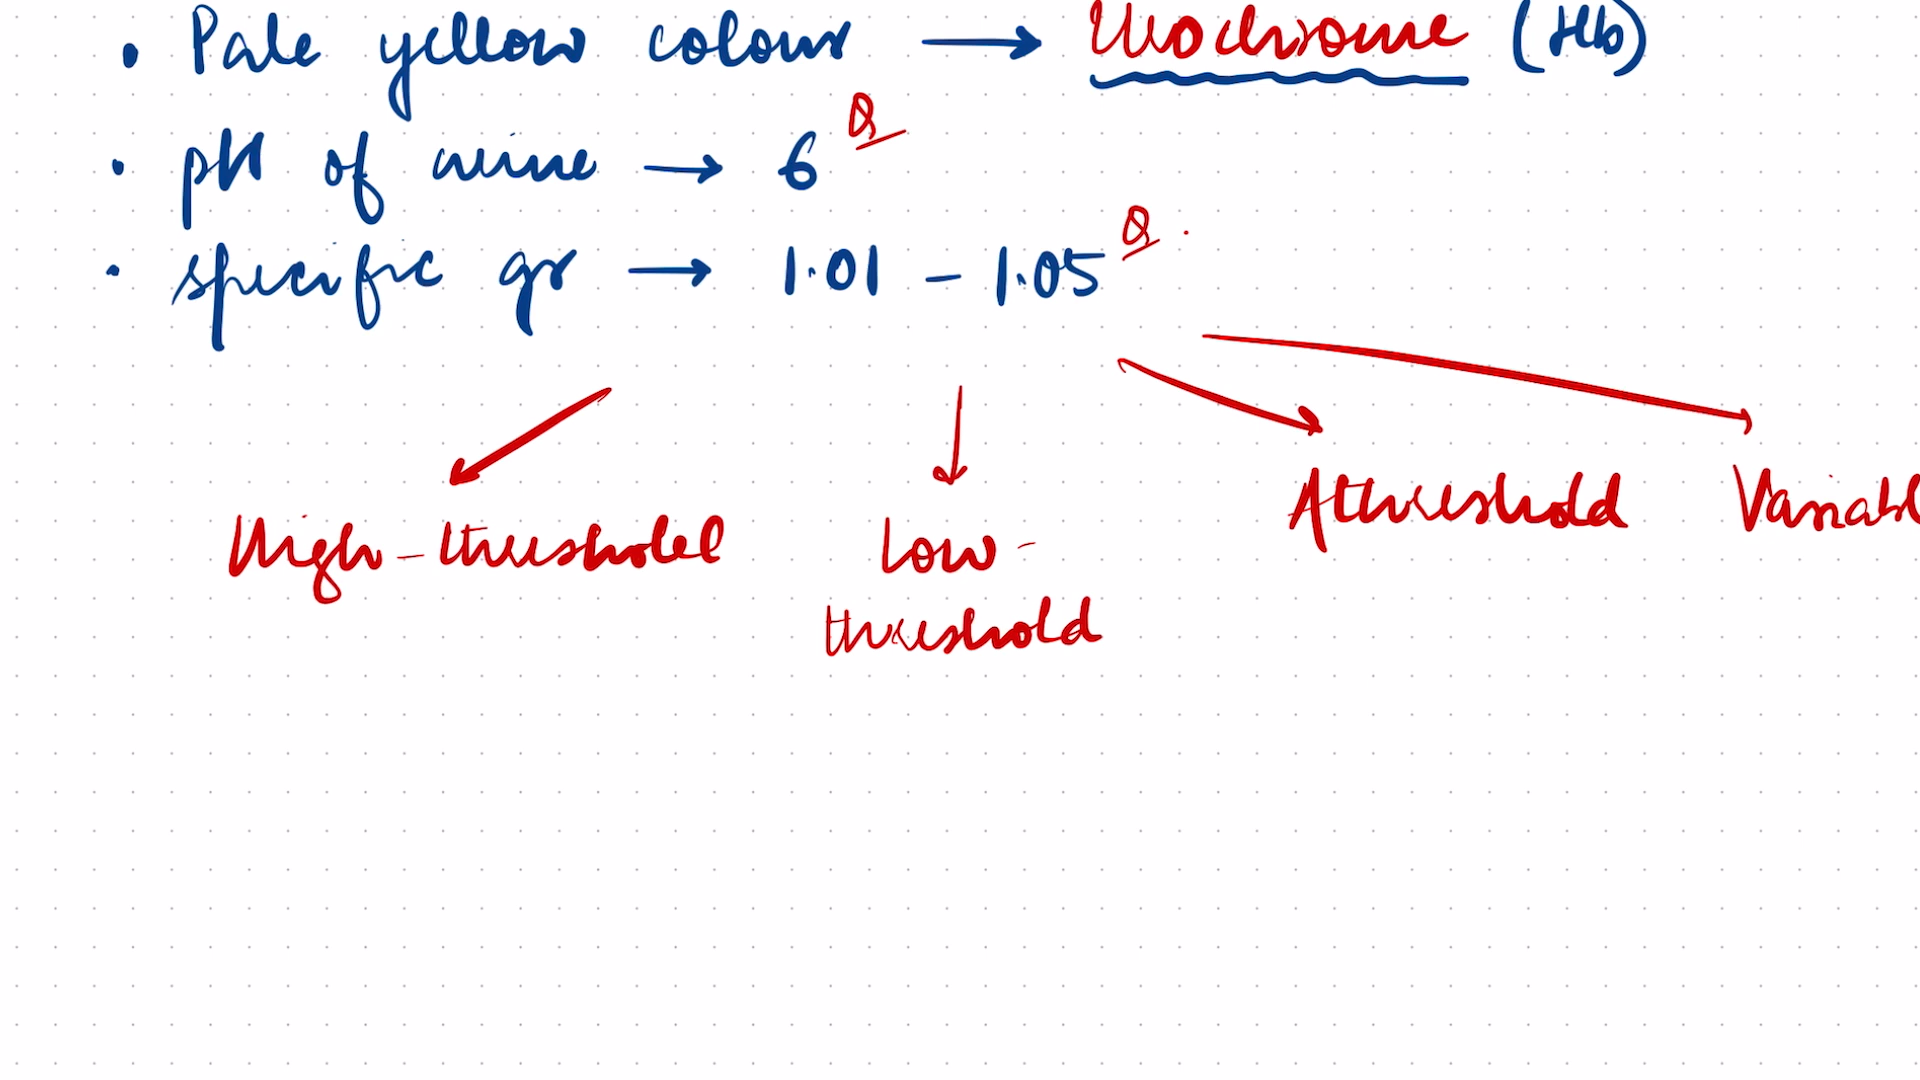 • Pale yellow colour → Urochrome (Hb)
• pH of urine → 6 Q
• specific gr → 1.01 – 1.05 Q
High-threshold Low- Athreshold Variabl
threshold